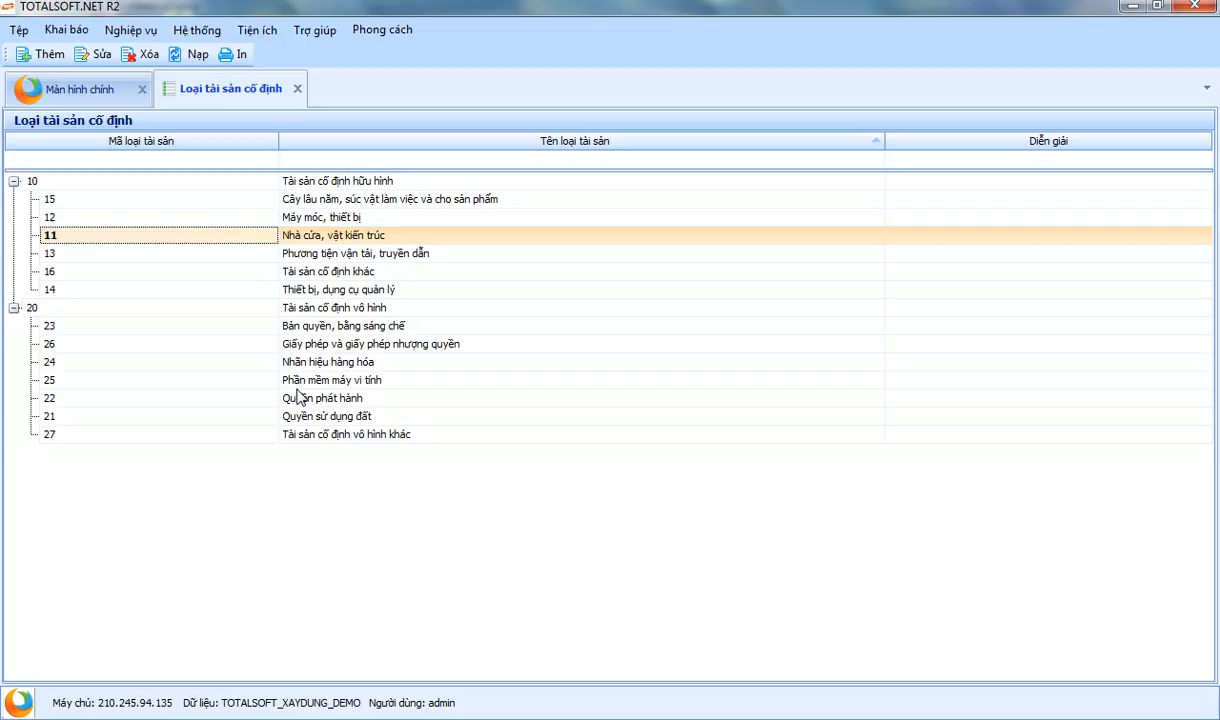 TOTALSOFT.NET R2
Tệp Khai báo Nghiệp vụ Hệ thống Tiện ích Trợ giúp Phong cách
Thêm Sửa Xóa Nạp In
Màn hình chính Loại tài sản cố định
Loại tài sản cố định
Mã loại tài sản Tên loại tài sản Diễn giải
10 Tài sản cố định hữu hình
15 Cây lâu năm, súc vật làm việc và cho sản phẩm
12 Máy móc, thiết bị
11 Nhà cửa, vật kiến trúc
13 Phương tiện vận tải, truyền dẫn
16 Tài sản cố định khác
14 Thiết bị, dụng cụ quản lý
20 Tài sản cố định vô hình
23 Bản quyền, bằng sáng chế
26 Giấy phép và giấy phép nhượng quyền
24 Nhãn hiệu hàng hóa
25 Phần mềm máy vi tính
22 Quyền phát hành
21 Quyền sử dụng đất
27 Tài sản cố định vô hình khác
Máy chủ: 210.245.94.135 Dữ liệu: TOTALSOFT_XAYDUNG_DEMO Người dùng: admin